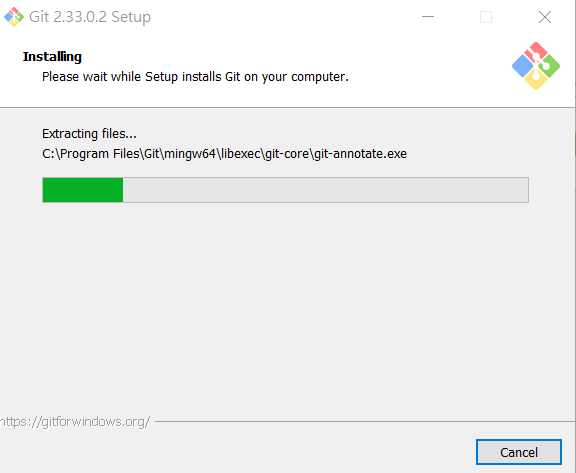 Git 2.33.0.2 Setup
Installing
Please wait while Setup installs Git on your computer.
Extracting files...
C:\Program Files\Git\mingw64\libexec\git-core\git-annotate.exe
https://gitforwindows.org/
Cancel